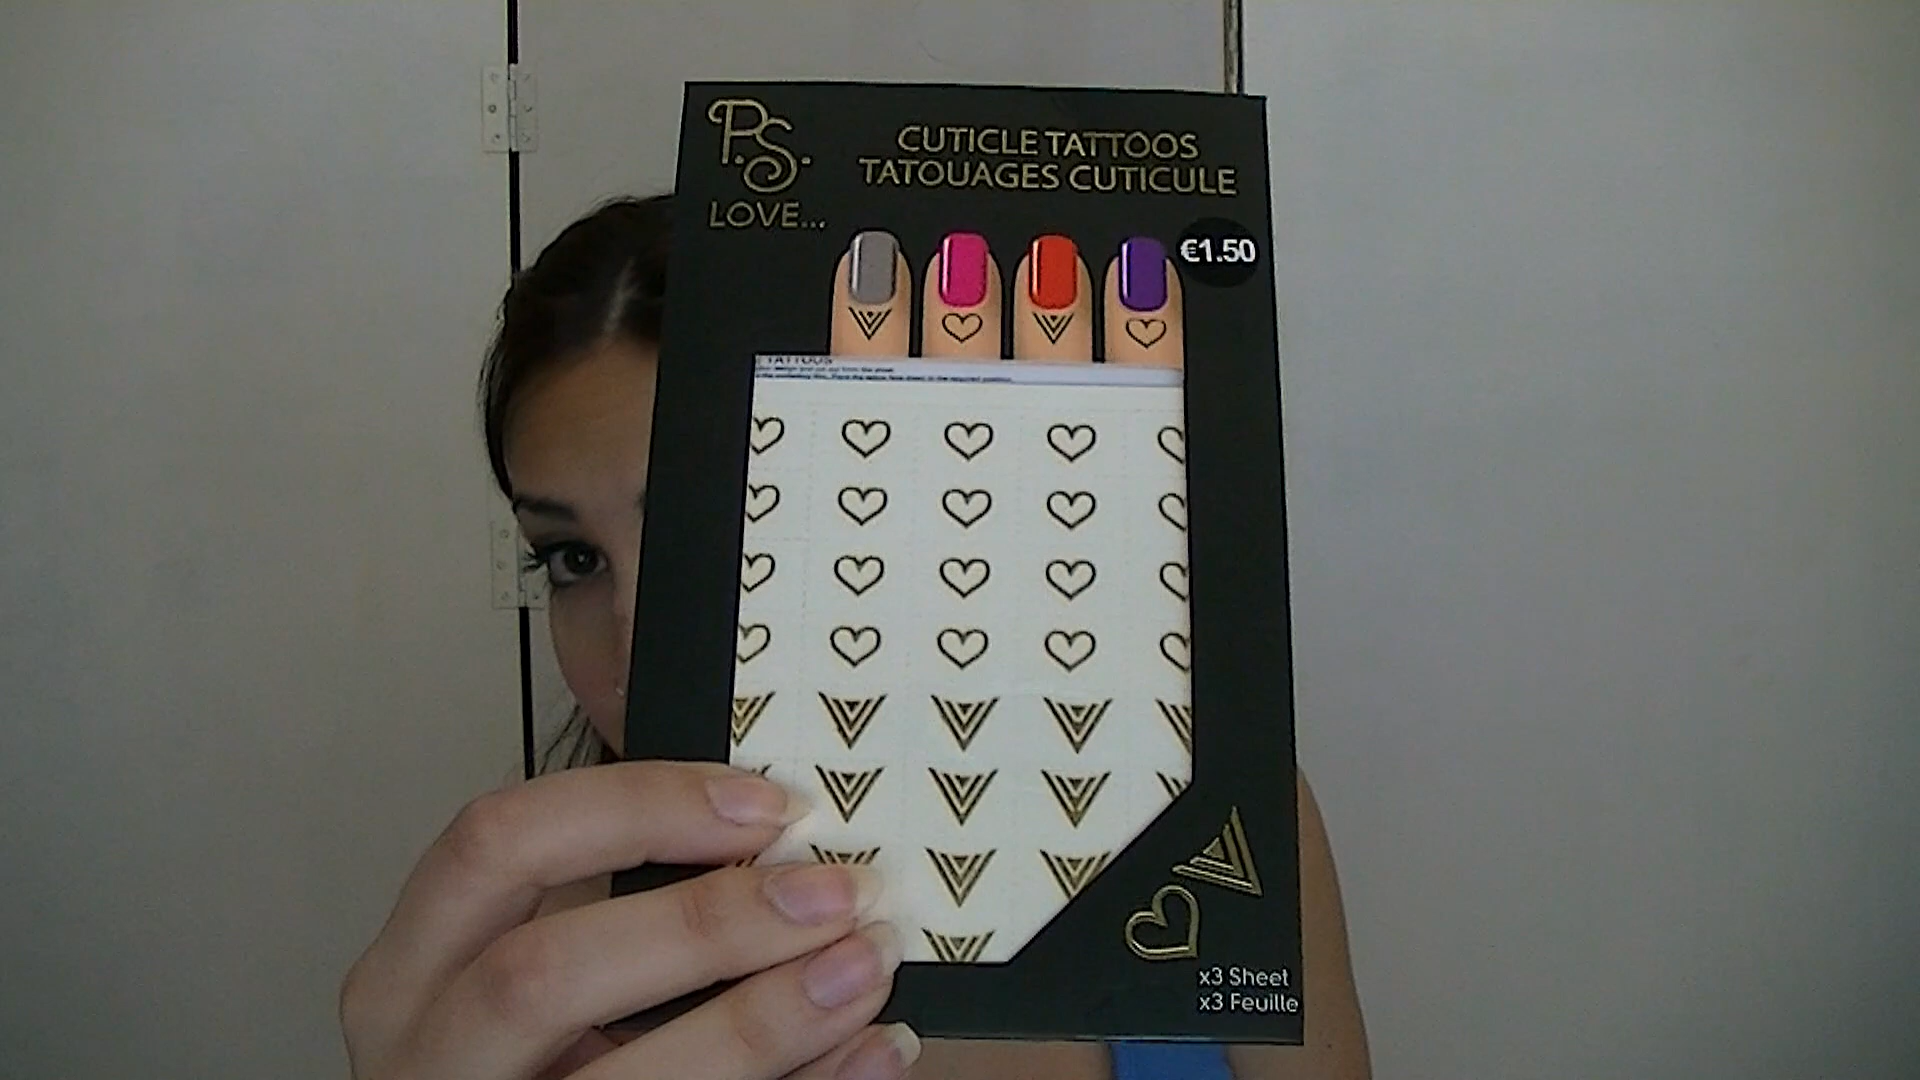 P.S.
LOVE...
CUTICLE TATTOOS
TATOUAGES CUTICULE
€1.50
TATTOOS
x3 Sheet
x3 Feuille